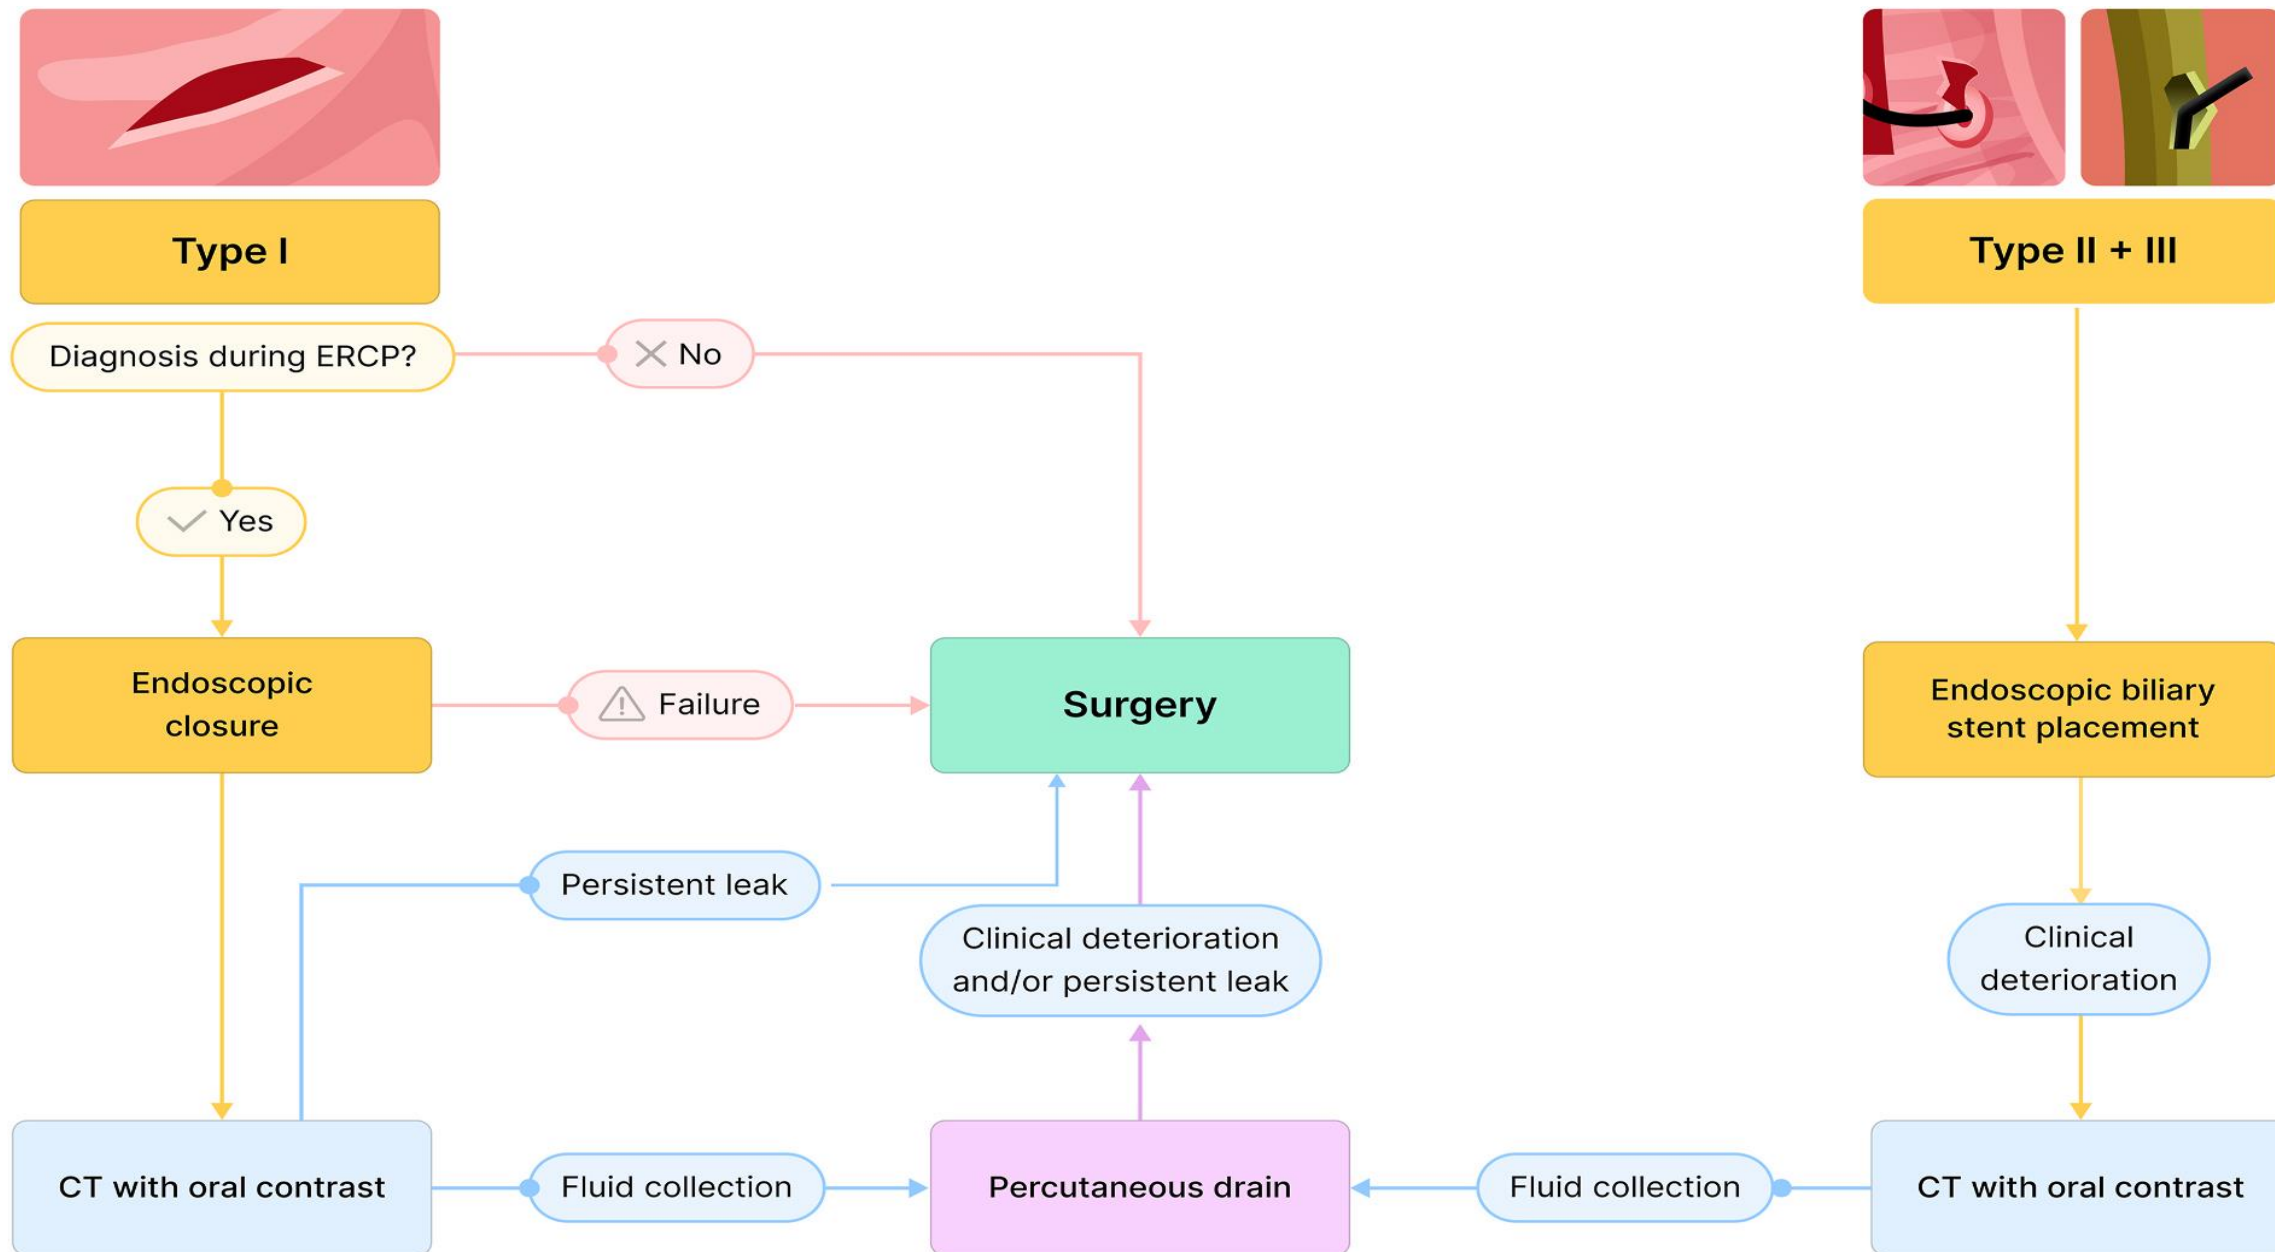 Type I
Type II + III
Diagnosis during ERCP?
No
Yes
Endoscopic
closure
Failure
Surgery
Endoscopic biliary
stent placement
Persistent leak
Clinical deterioration
and/or persistent leak
Clinical
deterioration
CT with oral contrast
Fluid collection
Percutaneous drain
Fluid collection
CT with oral contrast